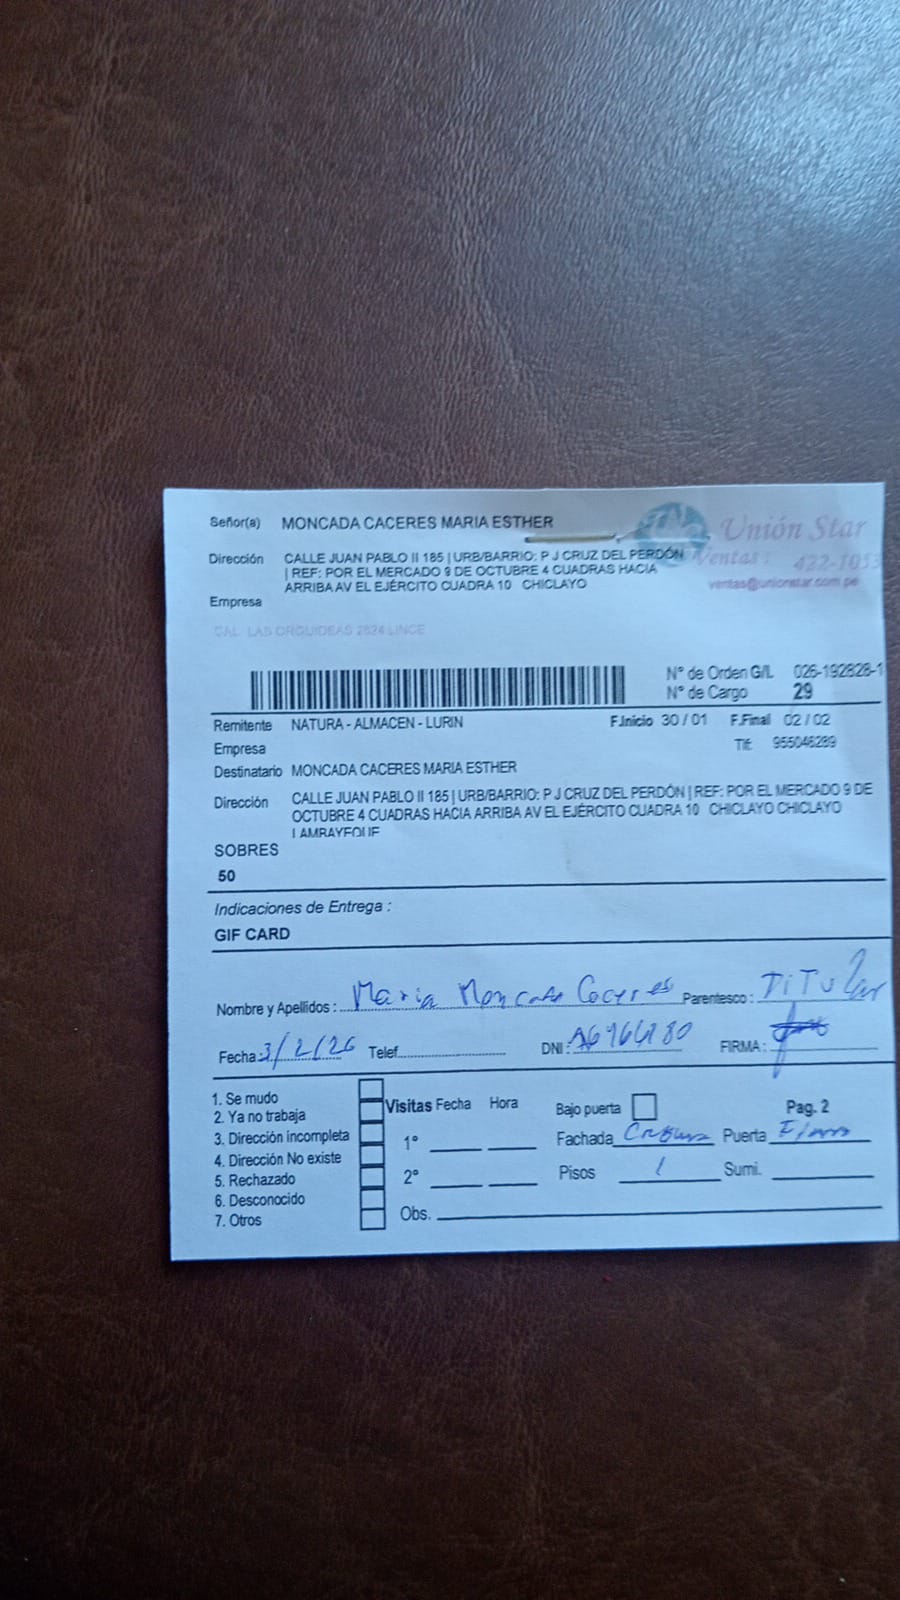 Señor(a) MONCADA CACERES MARIA ESTHER
Unión Star
Dirección CALLE JUAN PABLO II 185 | URB/BARRIO: P J CRUZ DEL PERDÓN
Ventas : 422-1053
| REF: POR EL MERCADO 9 DE OCTUBRE 4 CUADRAS HACIA
ventas@unionstar.com.pe
ARRIBA AV EL EJÉRCITO CUADRA 10 CHICLAYO
Empresa
CAL. LAS ORQUIDEAS 2624 LINCE
N° de Orden G/L 026-192828-1
N° de Cargo 29
Remitente NATURA - ALMACEN - LURIN F.Inicio 30 / 01 F.Final 02 / 02
Empresa Tlf: 955046289
Destinatario MONCADA CACERES MARIA ESTHER
Dirección CALLE JUAN PABLO II 185 | URB/BARRIO: P J CRUZ DEL PERDÓN | REF: POR EL MERCADO 9 DE
OCTUBRE 4 CUADRAS HACIA ARRIBA AV EL EJÉRCITO CUADRA 10 CHICLAYO CHICLAYO
LAMBAYEQUE
SOBRES
50
Indicaciones de Entrega :
GIF CARD
Nombre y Apellidos : Maria Moncada Caceres Parentesco : TiTular
Fecha 3/2/26 Telef. DNI : FIRMA :
1. Se mudo
2. Ya no trabaja Visitas Fecha Hora Bajo puerta Pag. 2
3. Dirección incompleta 1° Fachada Puerta
4. Dirección No existe
5. Rechazado 2° Pisos 1 Sumi.
6. Desconocido
7. Otros Obs.